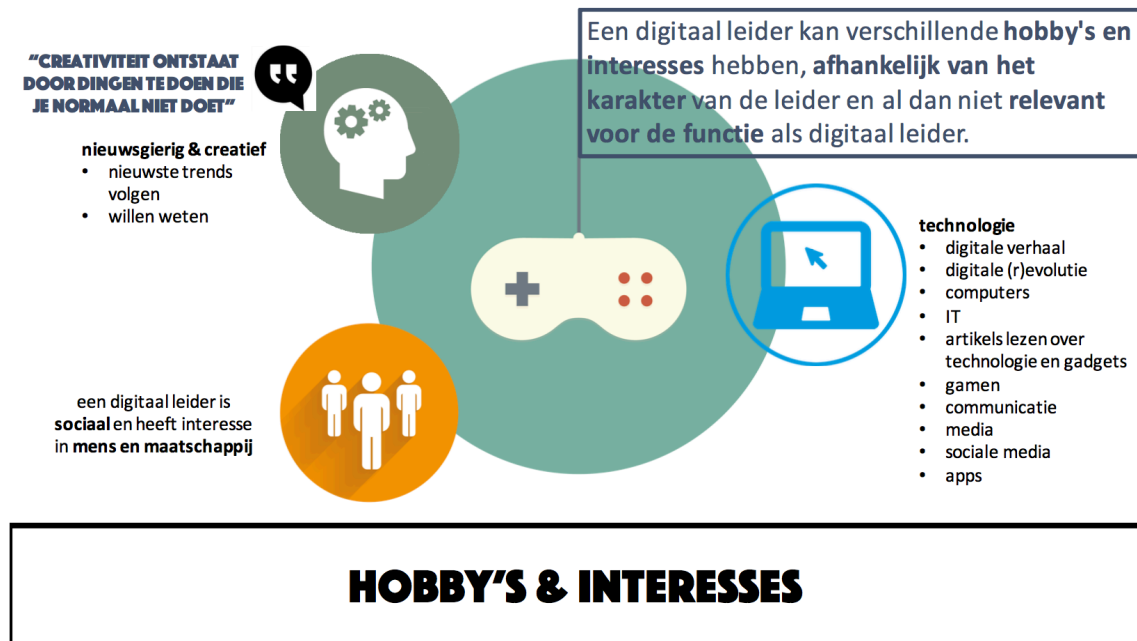 Een digitaal leider kan verschillende hobby's en
interesses hebben, afhankelijk van het
karakter van de leider en al dan niet relevant
voor de functie als digitaal leider.
"CREATIVITEIT ONTSTAAT
DOOR DINGEN TE DOEN DIE
JE NORMAAL NIET DOET"
nieuwsgierig & creatief
• nieuwste trends
volgen
• willen weten
technologie
• digitale verhaal
• digitale (r)evolutie
• computers
• IT
• artikels lezen over
technologie en gadgets
• gamen
• communicatie
• media
• sociale media
• apps
een digitaal leider is
sociaal en heeft interesse
in mens en maatschappij
HOBBY'S & INTERESSES